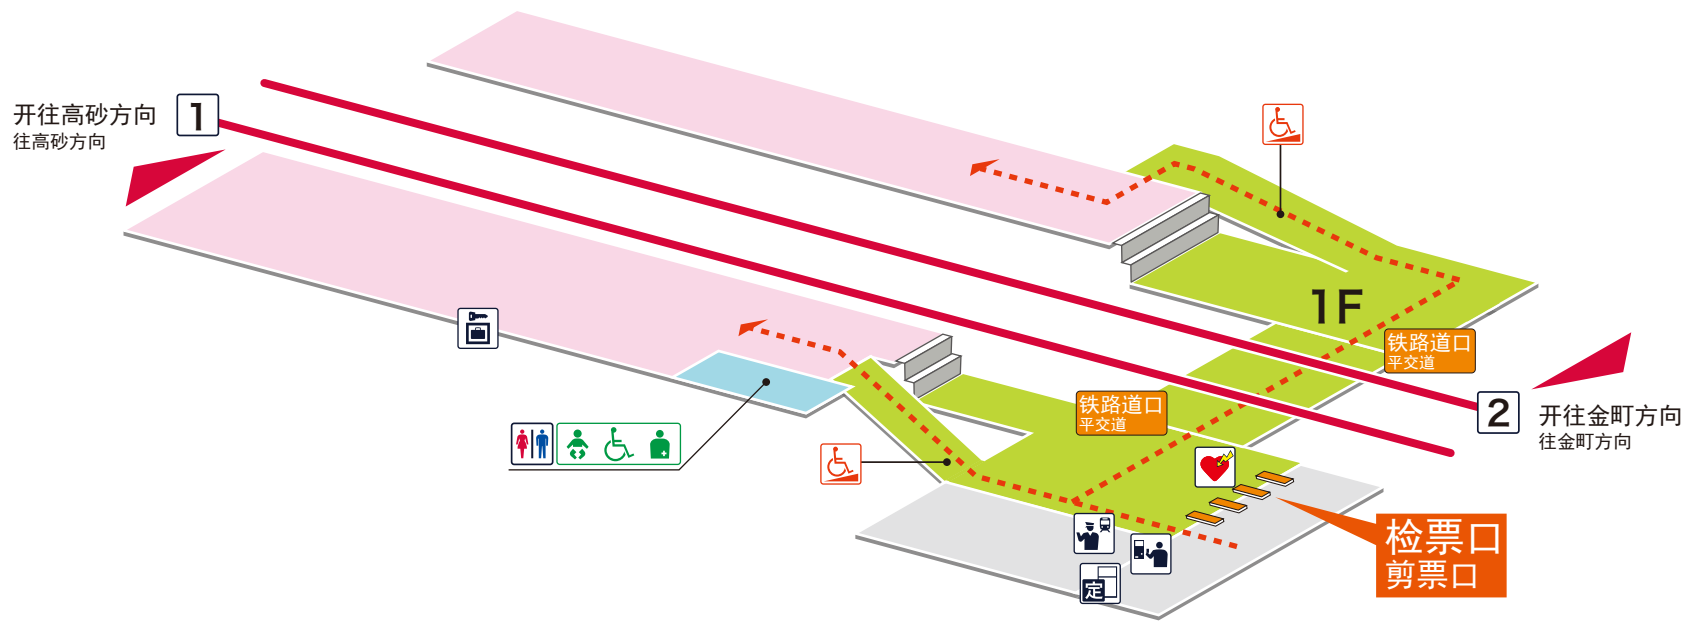 开往高砂方向
往高砂方向
1
1F
铁路道口
平交道
铁路道口
平交道
2
开往金町方向
往金町方向
检票口
剪票口
定